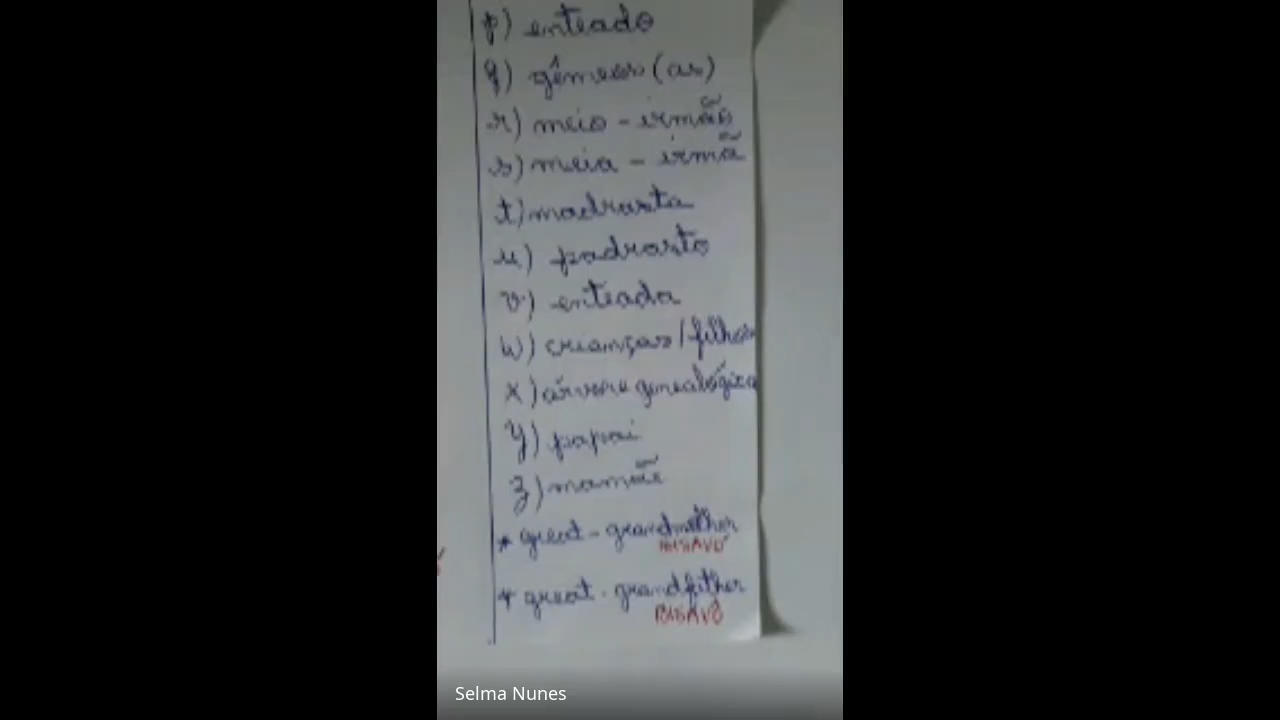 p) enteado
q) gêmeos (as)
r) meio - irmãos
s) meia - irmã
t) madrasta
u) padrasto
v) enteada
w) crianças / filhos
x) árvore genealógica
y) papai
z) mamãe
* great - grandmother
BISAVÓ
* great - grandfather
BISAVÔ
Selma Nunes